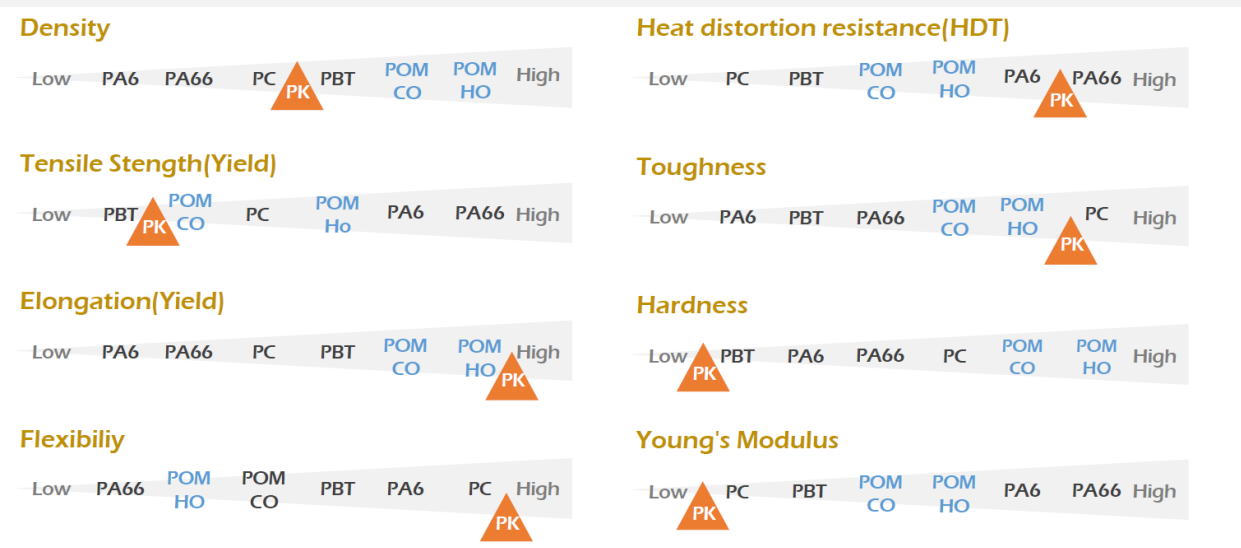 Density
Low PA6 PA66 PC PK PBT POM CO POM HO High
Tensile Stength(Yield)
Low PBT PK POM CO PC POM Ho PA6 PA66 High
Elongation(Yield)
Low PA6 PA66 PC PBT POM CO POM HO PK High
Flexibiliy
Low PA66 POM HO POM CO PBT PA6 PC PK High
Heat distortion resistance(HDT)
Low PC PBT POM CO POM HO PA6 PK PA66 High
Toughness
Low PA6 PBT PA66 POM CO POM HO PK PC High
Hardness
Low PK PBT PA6 PA66 PC POM CO POM HO High
Young's Modulus
Low PK PC PBT POM CO POM HO PA6 PA66 High